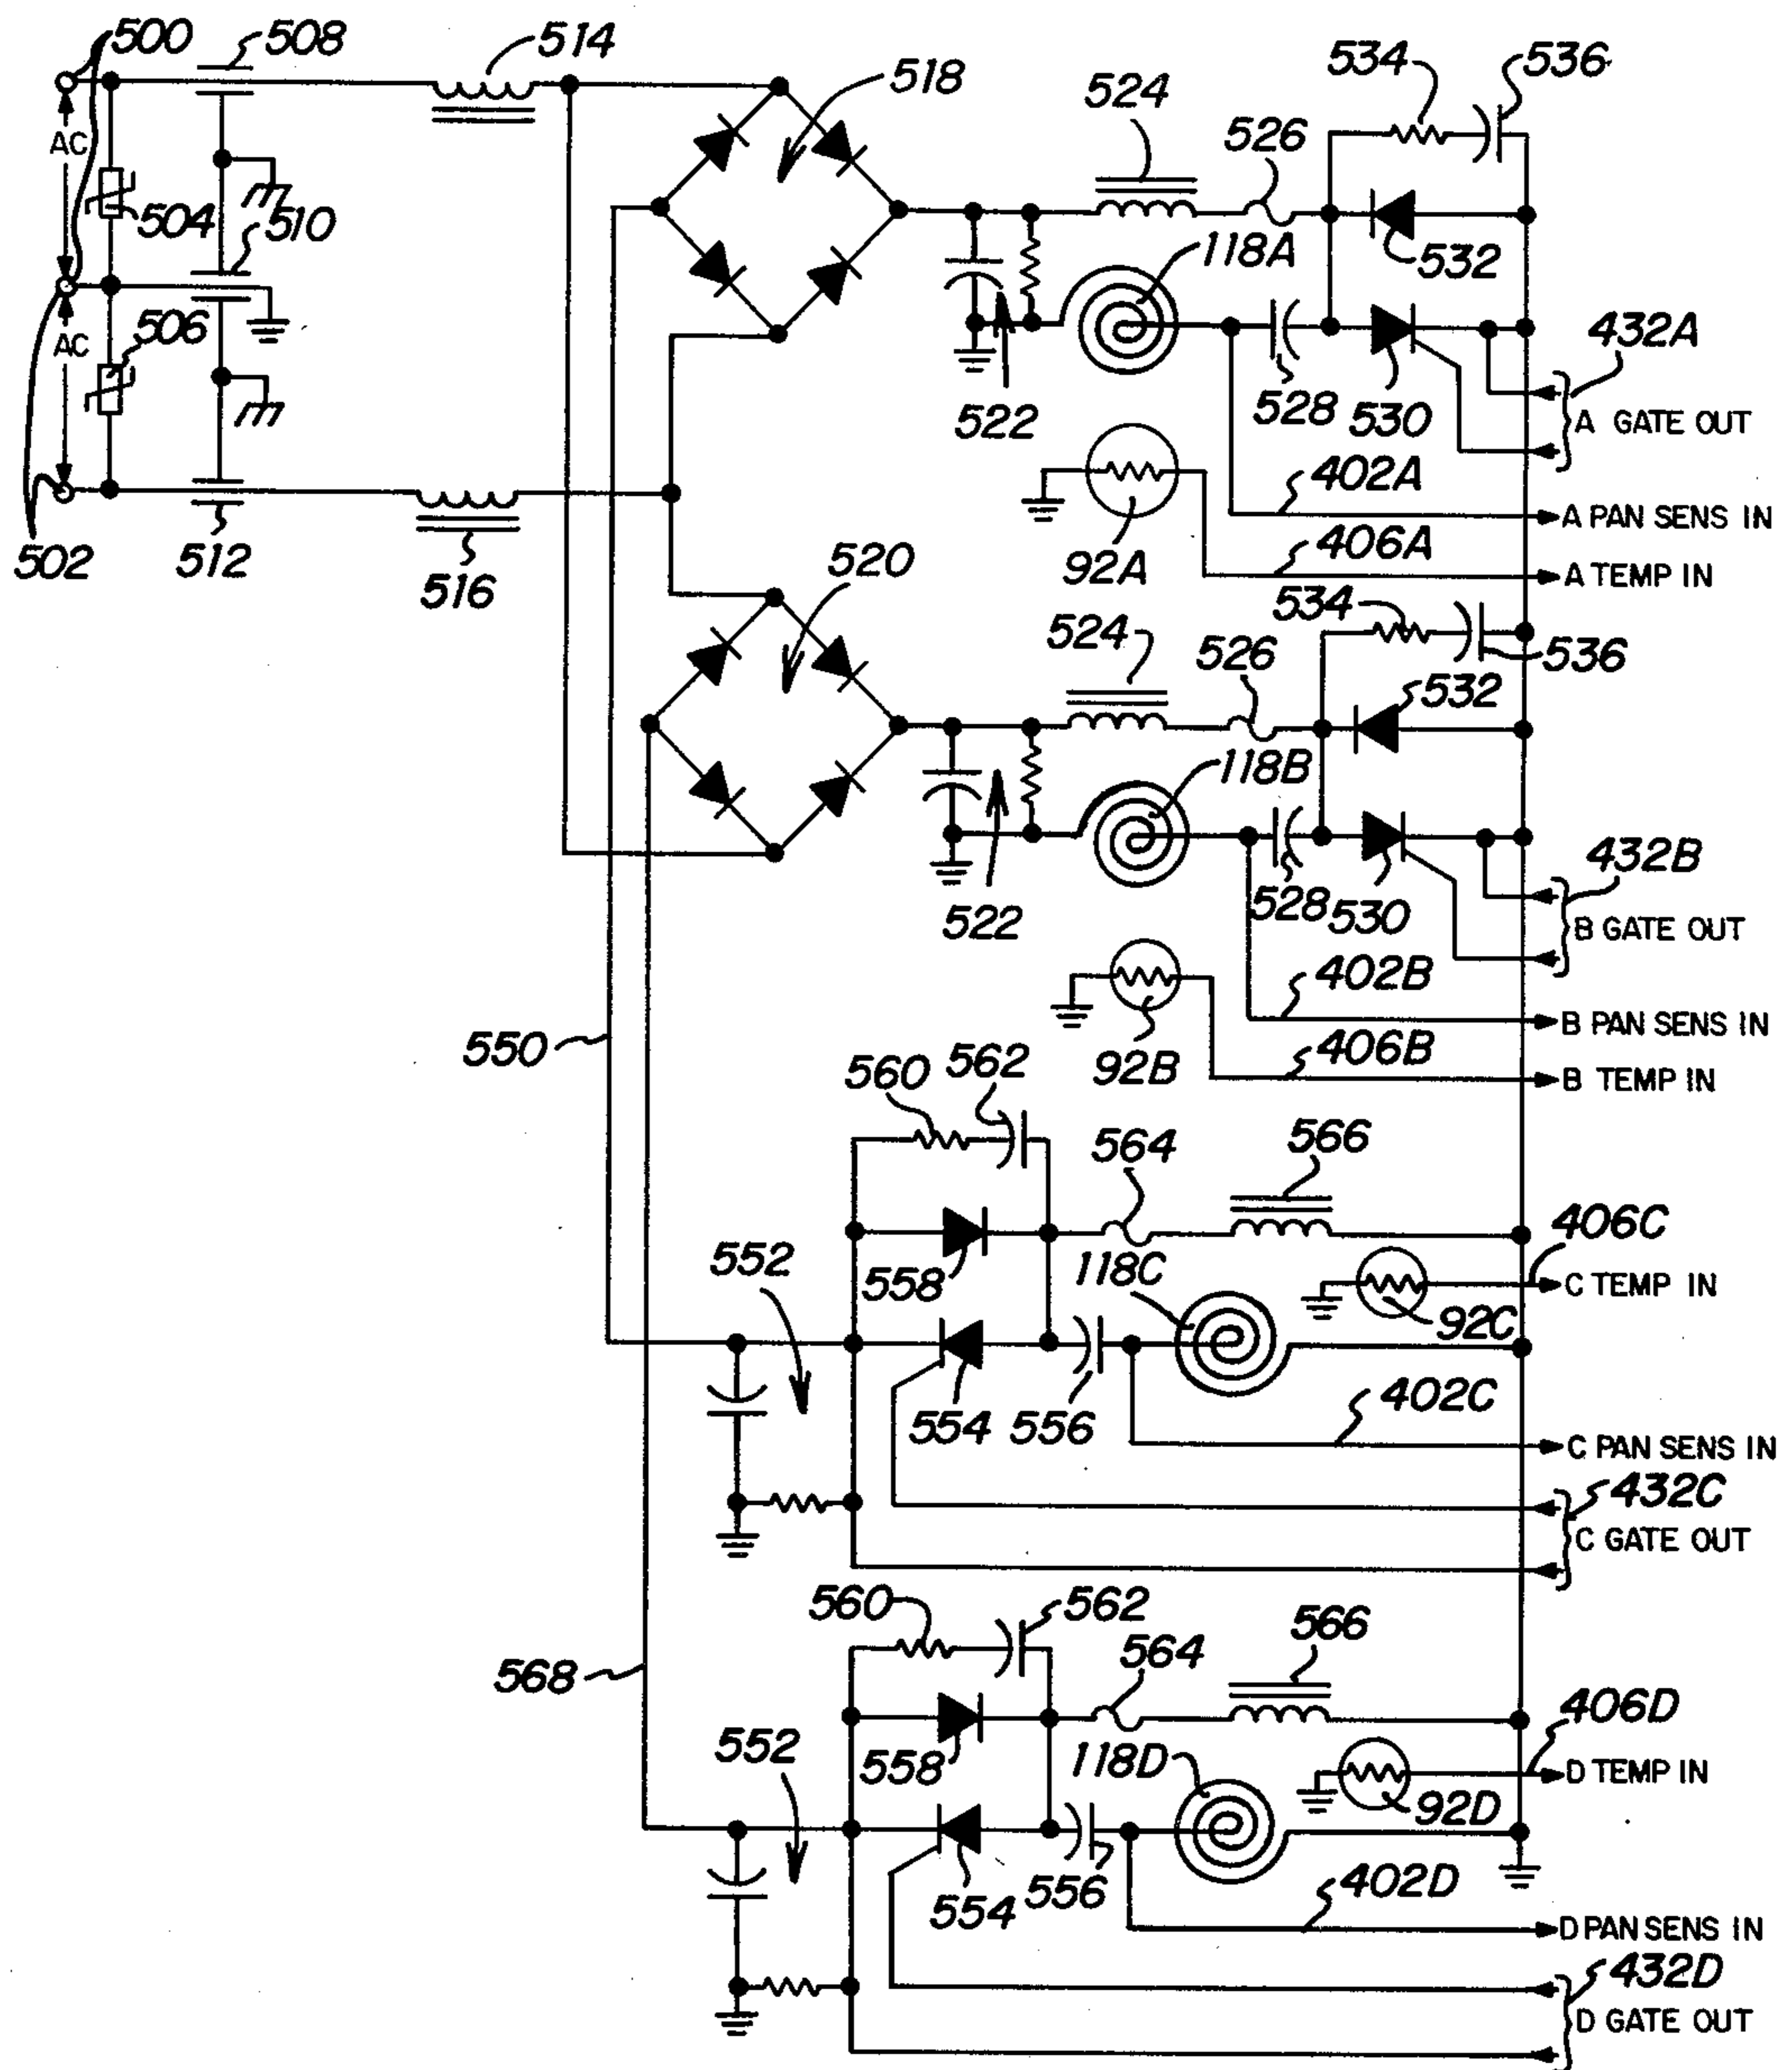 500
508
514
518
524
526
534
536
AC
504
510
118A
532
506
AC
432A
522
528
530
A GATE OUT
402A
A PAN SENS IN
502
512
516
520
92A
406A
A TEMP IN
534
524
526
536
532
118B
432B
522
528
530
B GATE OUT
402B
B PAN SENS IN
550
92B
406B
B TEMP IN
560
562
564
566
406C
552
558
118C
C TEMP IN
92C
554
556
402C
C PAN SENS IN
432C
C GATE OUT
560
562
566
568
564
406D
552
558
118D
D TEMP IN
92D
554
556
402D
D PAN SENS IN
432D
D GATE OUT